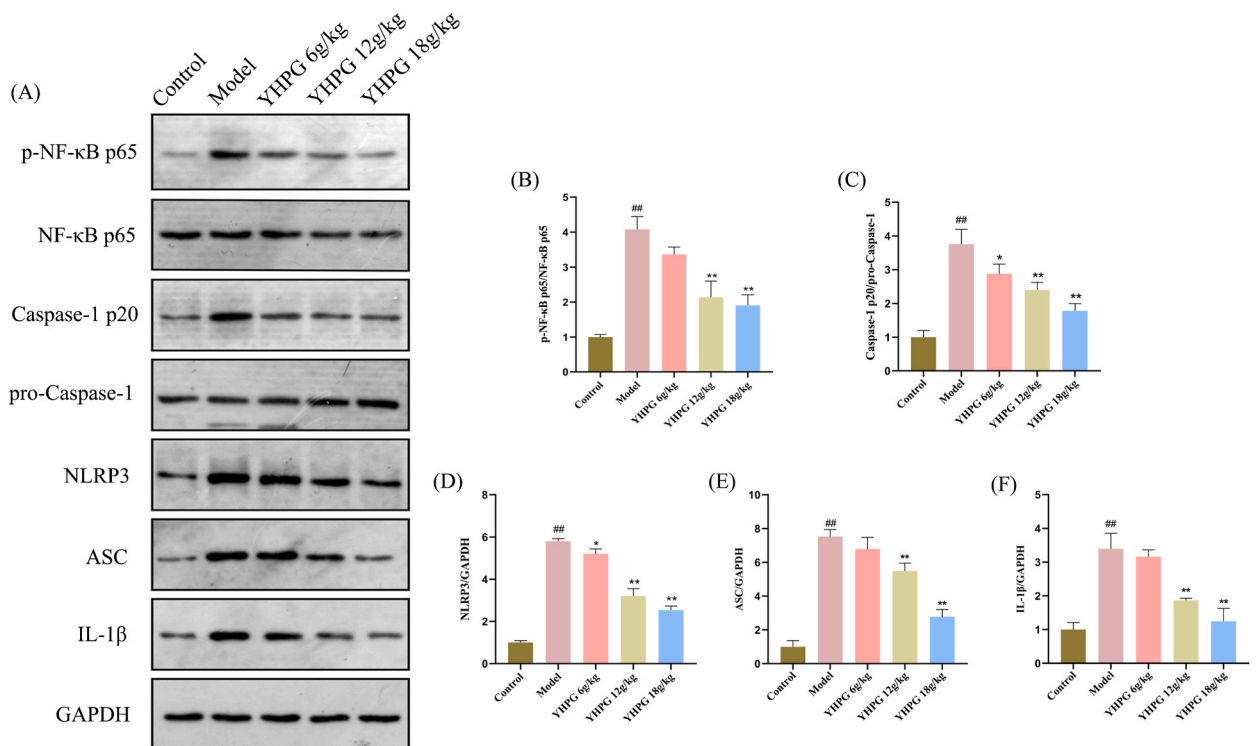 (A)
Control
Model
YHPG 6g/kg
YHPG 12g/kg
YHPG 18g/kg
p-NF-κB p65
NF-κB p65
Caspase-1 p20
pro-Caspase-1
NLRP3
ASC
IL-1β
GAPDH
(B)
p-NF-κB p65/NF-κB p65
5
4
3
2
1
0
##
**
**
Control
Model
YHPG 6g/kg
YHPG 12g/kg
YHPG 18g/kg
(C)
Caspase-1 p20/pro-Caspase-1
5
4
3
2
1
0
##
*
**
**
Control
Model
YHPG 6g/kg
YHPG 12g/kg
YHPG 18g/kg
(D)
NLRP3/GAPDH
8
6
4
2
0
##
*
**
**
Control
Model
YHPG 6g/kg
YHPG 12g/kg
YHPG 18g/kg
(E)
ASC/GAPDH
10
8
6
4
2
0
##
**
**
Control
Model
YHPG 6g/kg
YHPG 12g/kg
YHPG 18g/kg
(F)
IL-1β/GAPDH
5
4
3
2
1
0
##
**
**
Control
Model
YHPG 6g/kg
YHPG 12g/kg
YHPG 18g/kg